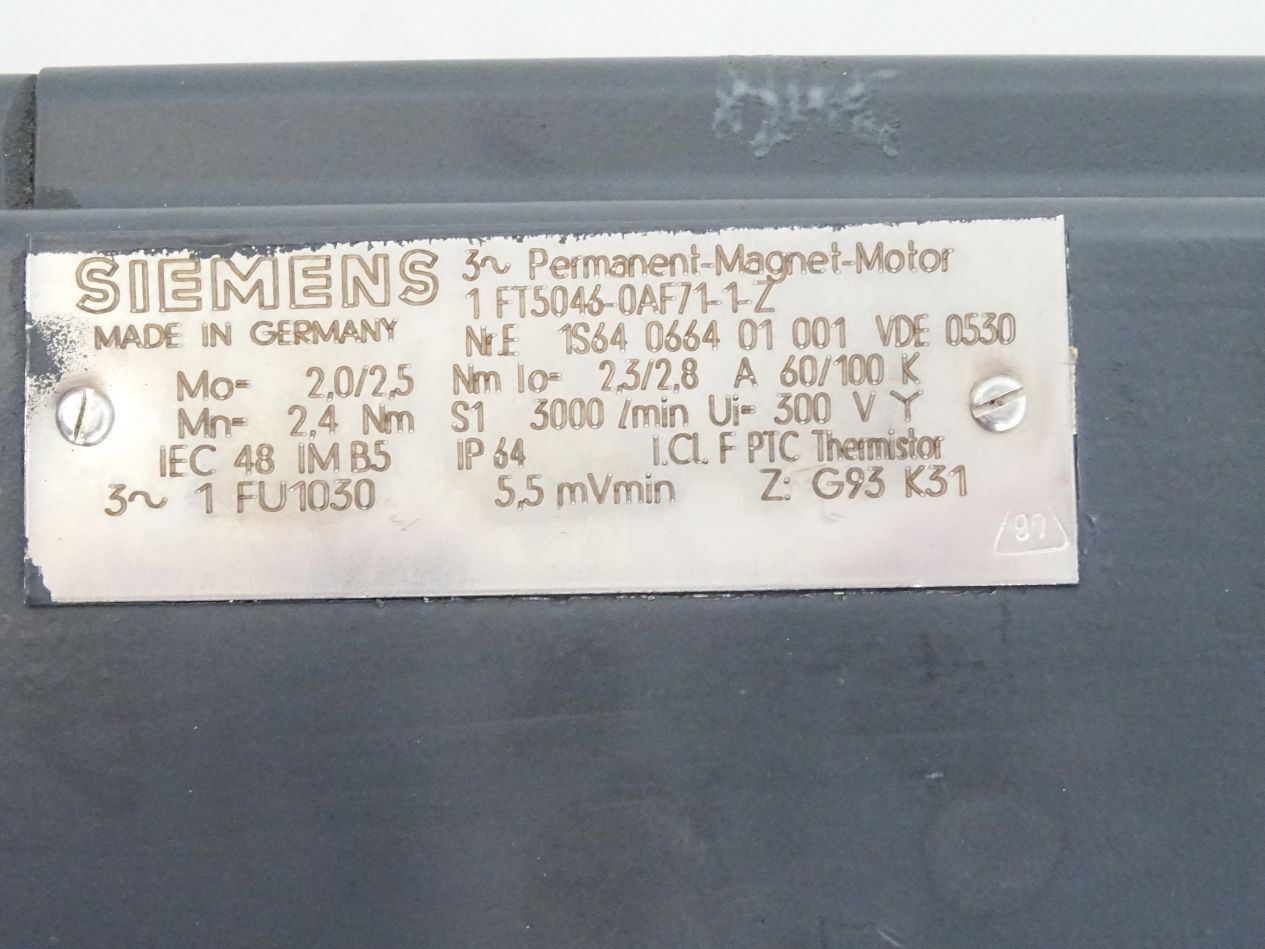 SIEMENS 3~ Permanent-Magnet-Motor
1 FT5046-0AF71-1-Z
MADE IN GERMANY Nr.E 1S64 0664 01 001 VDE 0530
Mo= 2,0/2,5 Nm Io= 2,3/2,8 A 60/100 K
Mn= 2,4 Nm S1 3000 /min Ui= 300 V Y
IEC 48 IM B5 IP 64 I.Cl. F PTC Thermistor
3~ 1 FU1030 5,5 mVmin Z: G93 K31
97